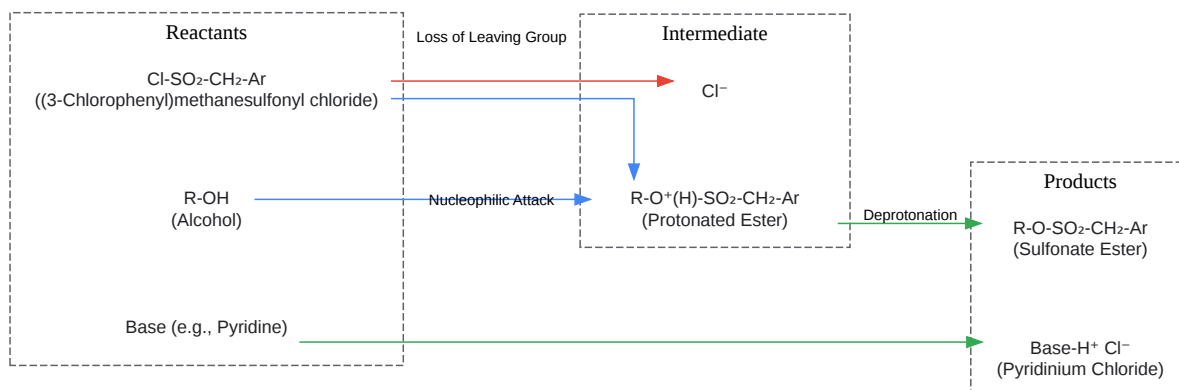 Reactants
Cl-SO₂-CH₂-Ar
((3-Chlorophenyl)methanesulfonyl chloride)
R-OH
(Alcohol)
Base (e.g., Pyridine)
Loss of Leaving Group
Nucleophilic Attack
Intermediate
Cl⁻
R-O⁺(H)-SO₂-CH₂-Ar
(Protonated Ester)
Deprotonation
Products
R-O-SO₂-CH₂-Ar
(Sulfonate Ester)
Base-H⁺ Cl⁻
(Pyridinium Chloride)